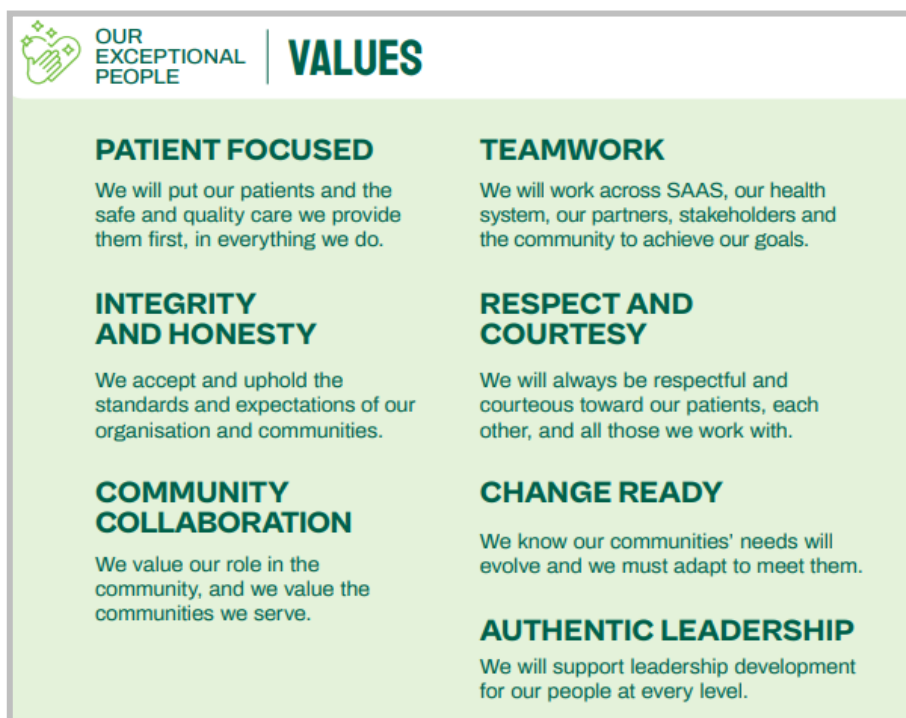 OUR
EXCEPTIONAL
PEOPLE
VALUES
PATIENT FOCUSED
We will put our patients and the
safe and quality care we provide
them first, in everything we do.
INTEGRITY
AND HONESTY
We accept and uphold the
standards and expectations of our
organisation and communities.
COMMUNITY
COLLABORATION
We value our role in the
community, and we value the
communities we serve.
TEAMWORK
We will work across SAAS, our health
system, our partners, stakeholders and
the community to achieve our goals.
RESPECT AND
COURTESY
We will always be respectful and
courteous toward our patients, each
other, and all those we work with.
CHANGE READY
We know our communities’ needs will
evolve and we must adapt to meet them.
AUTHENTIC LEADERSHIP
We will support leadership development
for our people at every level.